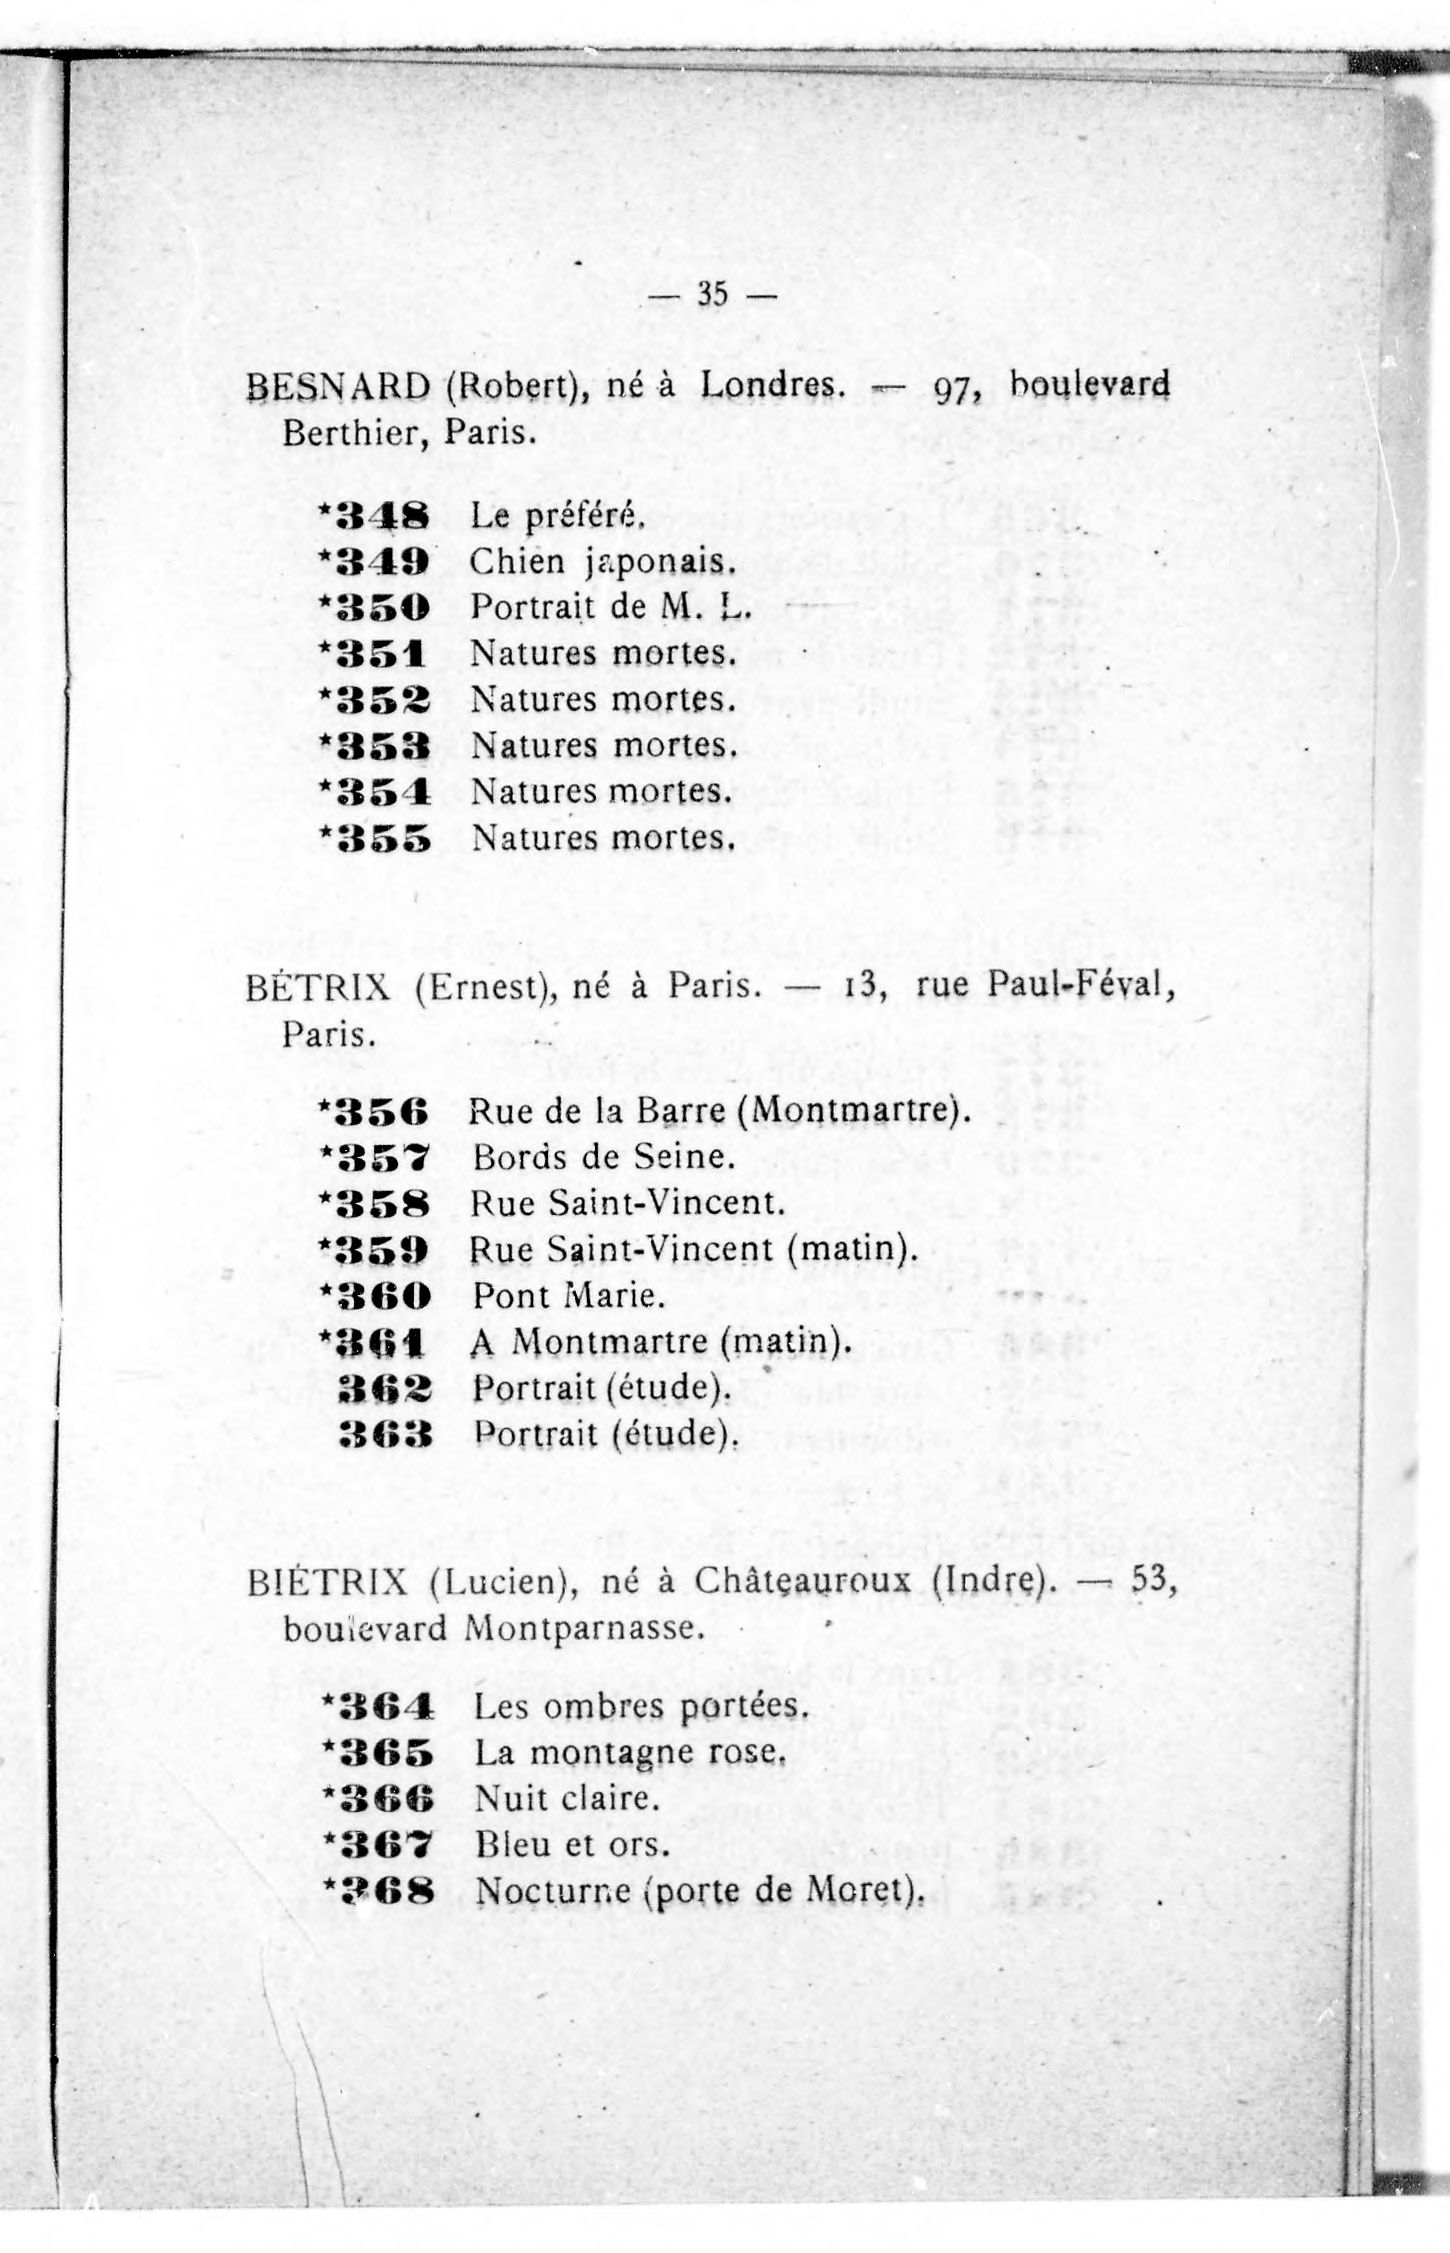 — 35 —
BESNARD (Robert), né à Londres. — 97, boulevard
Berthier, Paris.
*348 Le préféré.
*349 Chien japonais.
*350 Portrait de M. L.
*351 Natures mortes.
*352 Natures mortes.
*353 Natures mortes.
*354 Natures mortes.
*355 Natures mortes.
BÉTRIX (Ernest), né à Paris. — 13, rue Paul-Féval,
Paris.
*356 Rue de la Barre (Montmartre).
*357 Bords de Seine.
*358 Rue Saint-Vincent.
*359 Rue Saint-Vincent (matin).
*360 Pont Marie.
*361 A Montmartre (matin).
362 Portrait (étude).
363 Portrait (étude).
BIÉTRIX (Lucien), né à Châteauroux (Indre). — 53,
boulevard Montparnasse.
*364 Les ombres portées.
*365 La montagne rose.
*366 Nuit claire.
*367 Bleu et ors.
*368 Nocturne (porte de Moret).